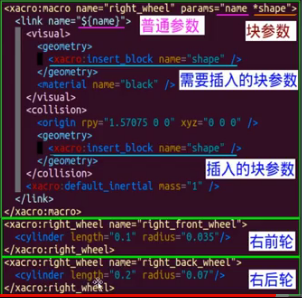 <xacro:macro name="right_wheel" params="name *shape">
普通参数
块参数
<link name="${name}">
<visual>
<geometry>
<xacro:insert_block name="shape" />
需要插入的块参数
</geometry>
<material name="black" />
</visual>
<collision>
<origin rpy="1.57075 0 0" xyz="0 0 0" />
<geometry>
<xacro:insert_block name="shape" />
插入的块参数
</geometry>
</collision>
<xacro:default_inertial mass="1" />
</link>
</xacro:macro>
<xacro:right_wheel name="right_front_wheel">
<cylinder length="0.1" radius="0.035"/>
右前轮
</xacro:right_wheel>
<xacro:right_wheel name="right_back_wheel">
<cylinder length="0.2" radius="0.07"/>
右后轮
</xacro:right_wheel>